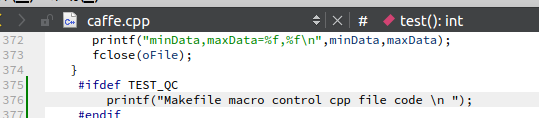 caffe.cpp # test(): int
372 printf("minData,maxData=%f,%f\n",minData,maxData);
373 fclose(oFile);
374 }
375 #ifdef TEST_QC
376 printf("Makefile macro control cpp file code \n ");
377 #endif